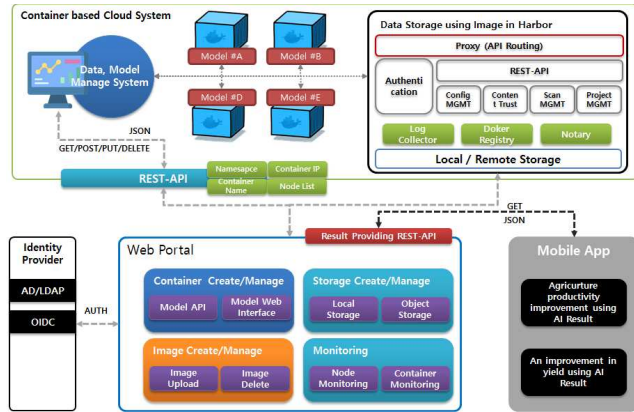 Container based Cloud System
Data, Model
Manage System
Model #A
Model #B
Model #D
Model #E
JSON
GET/POST/PUT/DELETE
Data Storage using Image in Harbor
Proxy (API Routing)
Authenti
cation
REST-API
Config
MGMT
Conten
t Trust
Scan
MGMT
Project
MGMT
Log
Collector
Doker
Registry
Notary
Local / Remote Storage
REST-API
Namesapce
Container IP
Container
Name
Node List
GET
JSON
Result Providing REST-API
Identity
Provider
AD/LDAP
OIDC
AUTH
Web Portal
Container Create/Manage
Model API
Model Web
Interface
Storage Create/Manage
Local
Storage
Object
Storage
Image Create/Manage
Image
Upload
Image
Delete
Monitoring
Node
Monitoring
Container
Monitoring
Mobile App
Agricurture
productivity
improvement using
AI Result
An improvement in
yield using AI
Result